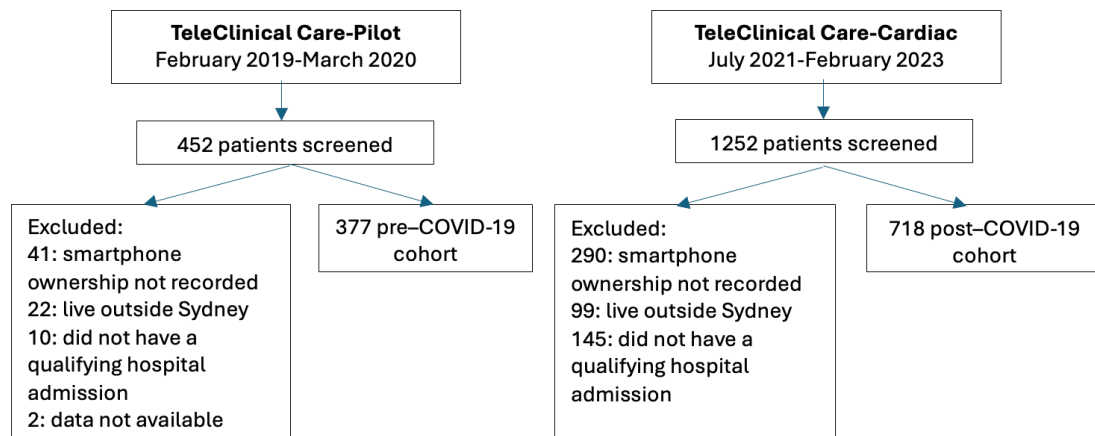 TeleClinical Care-Pilot
February 2019-March 2020
452 patients screened
Excluded:
41: smartphone
ownership not recorded
22: live outside Sydney
10: did not have a
qualifying hospital
admission
2: data not available
377 pre–COVID-19
cohort
TeleClinical Care-Cardiac
July 2021-February 2023
1252 patients screened
Excluded:
290: smartphone
ownership not recorded
99: live outside Sydney
145: did not have a
qualifying hospital
admission
718 post–COVID-19
cohort